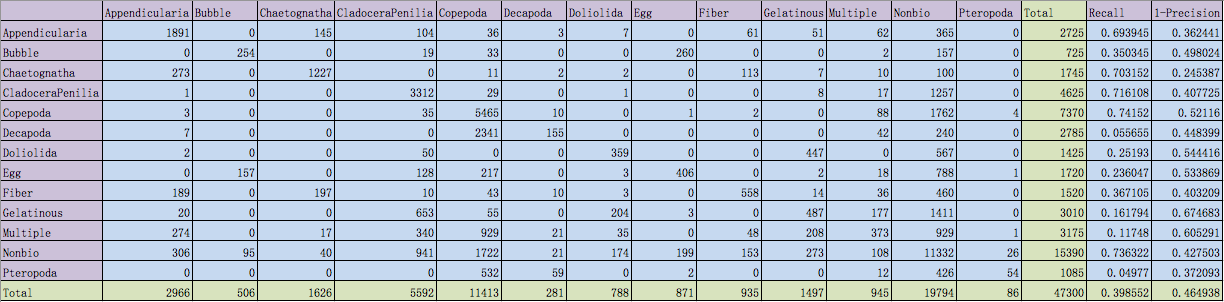 Appendicularia Bubble Chaetognatha CladoceraPenilia Copepoda Decapoda Doliolida Egg Fiber Gelatinous Multiple Nonbio Pteropoda Total Recall 1-Precision
Appendicularia 1891 0 145 104 36 3 7 0 61 51 62 365 0 2725 0.693945 0.362441
Bubble 0 254 0 19 33 0 0 260 0 0 2 157 0 725 0.350345 0.498024
Chaetognatha 273 0 1227 0 11 2 2 0 113 7 10 100 0 1745 0.703152 0.245387
CladoceraPenilia 1 0 0 3312 29 0 1 0 0 8 17 1257 0 4625 0.716108 0.407725
Copepoda 3 0 0 35 5465 10 0 1 2 0 88 1762 4 7370 0.74152 0.52116
Decapoda 7 0 0 0 2341 155 0 0 0 0 42 240 0 2785 0.055655 0.448399
Doliolida 2 0 0 50 0 0 359 0 0 447 0 567 0 1425 0.25193 0.544416
Egg 0 157 0 128 217 0 3 406 0 2 18 788 1 1720 0.236047 0.533869
Fiber 189 0 197 10 43 10 3 0 558 14 36 460 0 1520 0.367105 0.403209
Gelatinous 20 0 0 653 55 0 204 3 0 487 177 1411 0 3010 0.161794 0.674683
Multiple 274 0 17 340 929 21 35 0 48 208 373 929 1 3175 0.11748 0.605291
Nonbio 306 95 40 941 1722 21 174 199 153 273 108 11332 26 15390 0.736322 0.427503
Pteropoda 0 0 0 0 532 59 0 2 0 0 12 426 54 1085 0.04977 0.372093
Total 2966 506 1626 5592 11413 281 788 871 935 1497 945 19794 86 47300 0.398552 0.464938